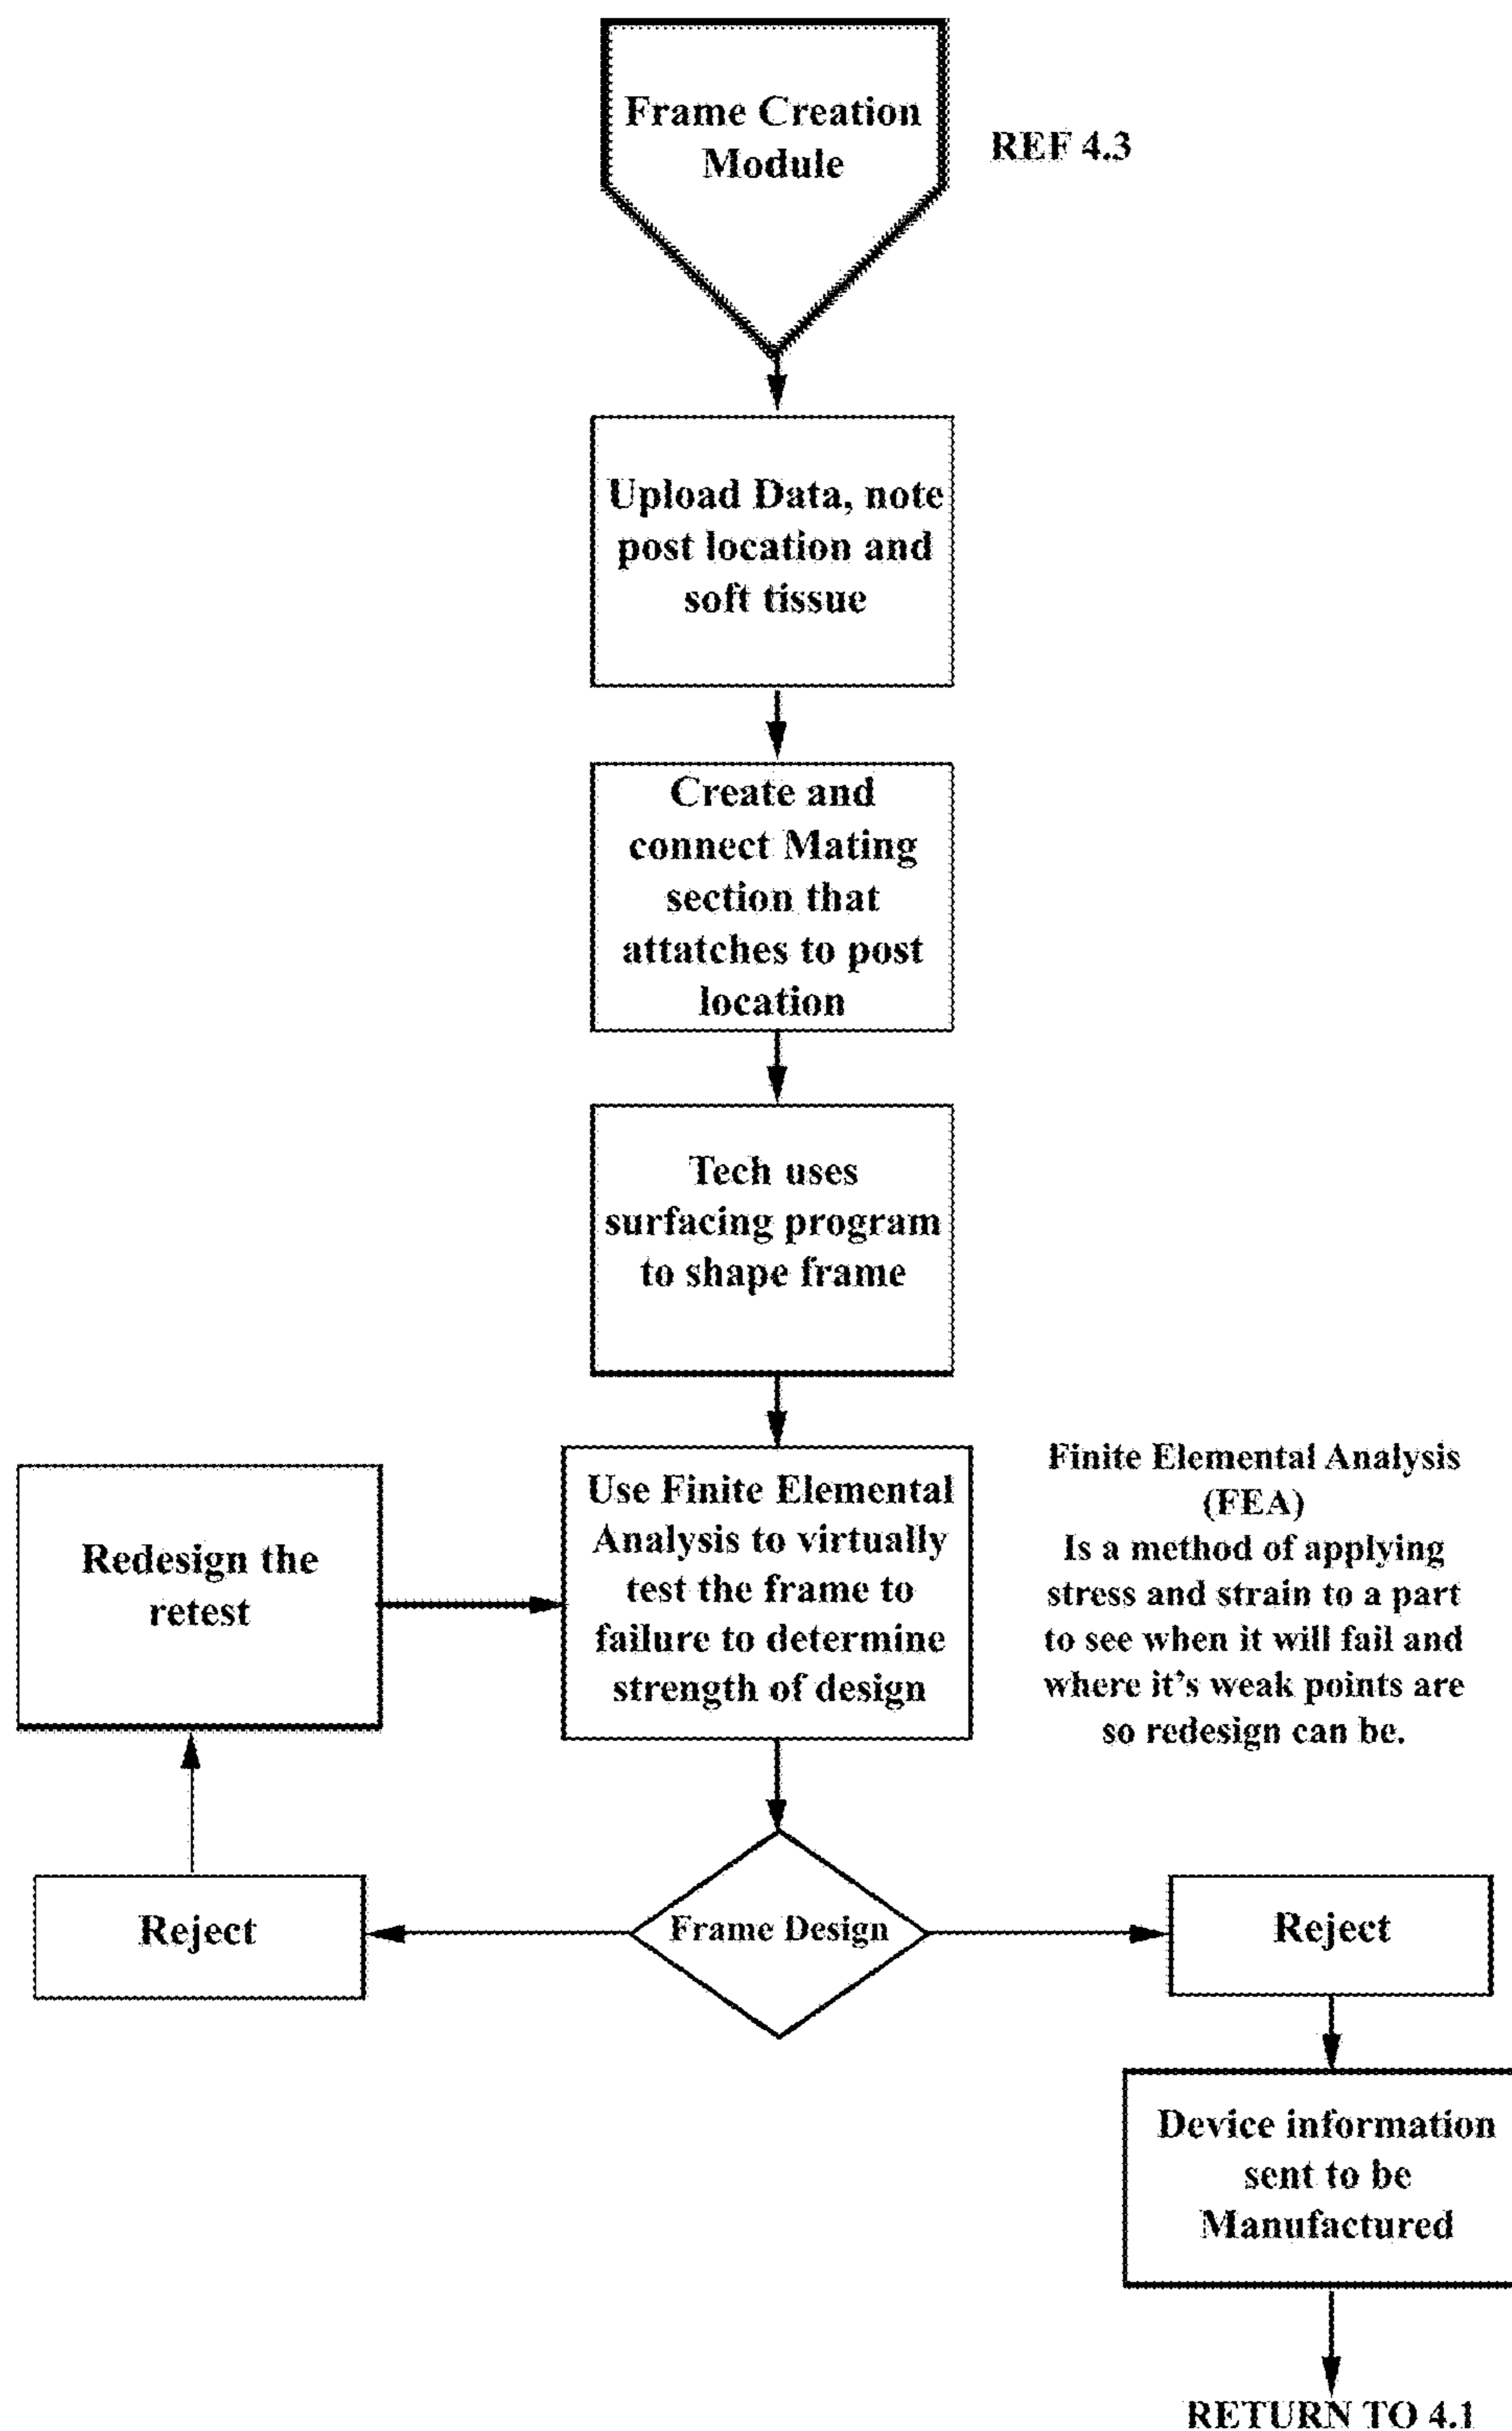 Frame Creation
Module
REF 4.3
Upload Data, note
post location and
soft tissue
Create and
connect Mating
section that
attatches to post
location
Tech uses
surfacing program
to shape frame
Redesign the
retest
Use Finite Elemental
Analysis to virtually
test the frame to
failure to determine
strength of design
Finite Elemental Analysis
(FEA)
Is a method of applying
stress and strain to a part
to see when it will fail and
where it's weak points are
so redesign can be.
Reject
Frame Design
Reject
Device information
sent to be
Manufactured
RETURN TO 4.1